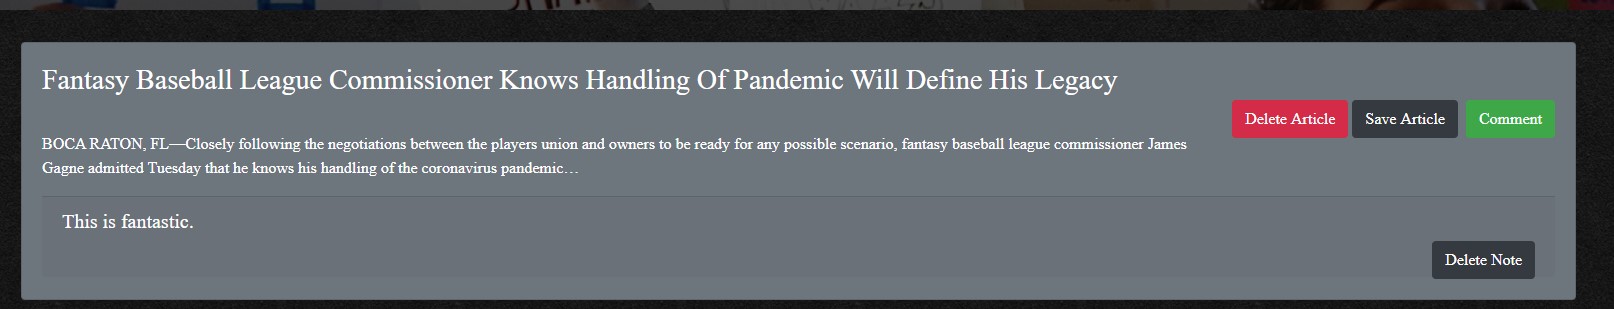 Fantasy Baseball League Commissioner Knows Handling Of Pandemic Will Define His Legacy
Delete Article
Save Article
Comment
BOCA RATON, FL—Closely following the negotiations between the players union and owners to be ready for any possible scenario, fantasy baseball league commissioner James
Gagne admitted Tuesday that he knows his handling of the coronavirus pandemic…
This is fantastic.
Delete Note